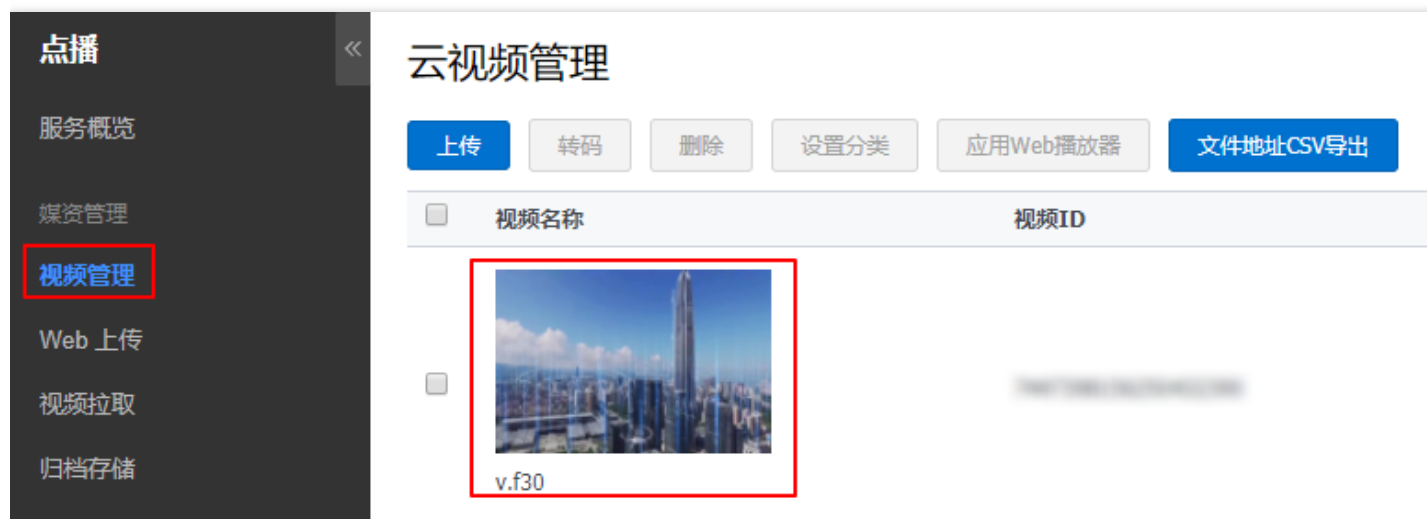 点播
«
服务概览
媒资管理
视频管理
Web 上传
视频拉取
归档存储
云视频管理
上传 转码 删除 设置分类 应用Web播放器 文件地址CSV导出
视频名称 视频ID
v.f30